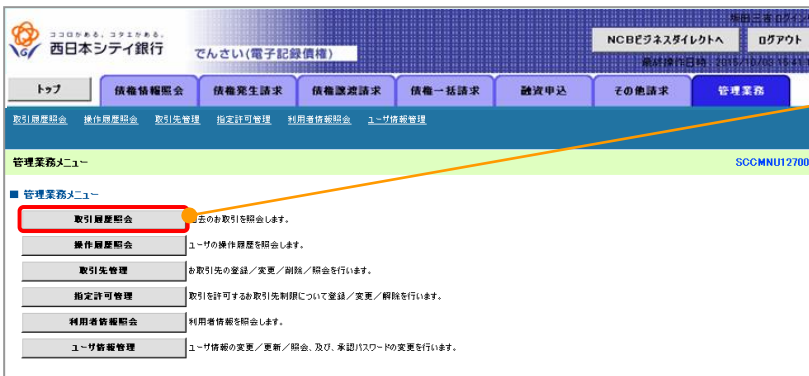 ココロがある。コタエがある。
西日本シティ銀行
でんさい(電子記録債権)
NCBビジネスダイレクトへ
ログアウト
最終操作日時 2015/10/0
トップ
債権情報照会
債権発生請求
債権譲渡請求
債権一括請求
融資申込
その他請求
管理業務
取引履歴照会 操作履歴照会 取引先管理 指定許可管理 利用者情報照会 ユーザ情報管理
管理業務メニュー
SCCMNU12700
■ 管理業務メニュー
取引履歴照会 去のお取引を照会します。
操作履歴照会 ユーザの操作履歴を照会します。
取引先管理 お取引先の登録／変更／削除／照会を行います。
指定許可管理 取引を許可するお取引先制限について登録／変更／解除を行います。
利用者情報照会 利用者情報を照会します。
ユーザ情報管理 ユーザ情報の変更／更新／照会、及び、承認パスワードの変更を行います。